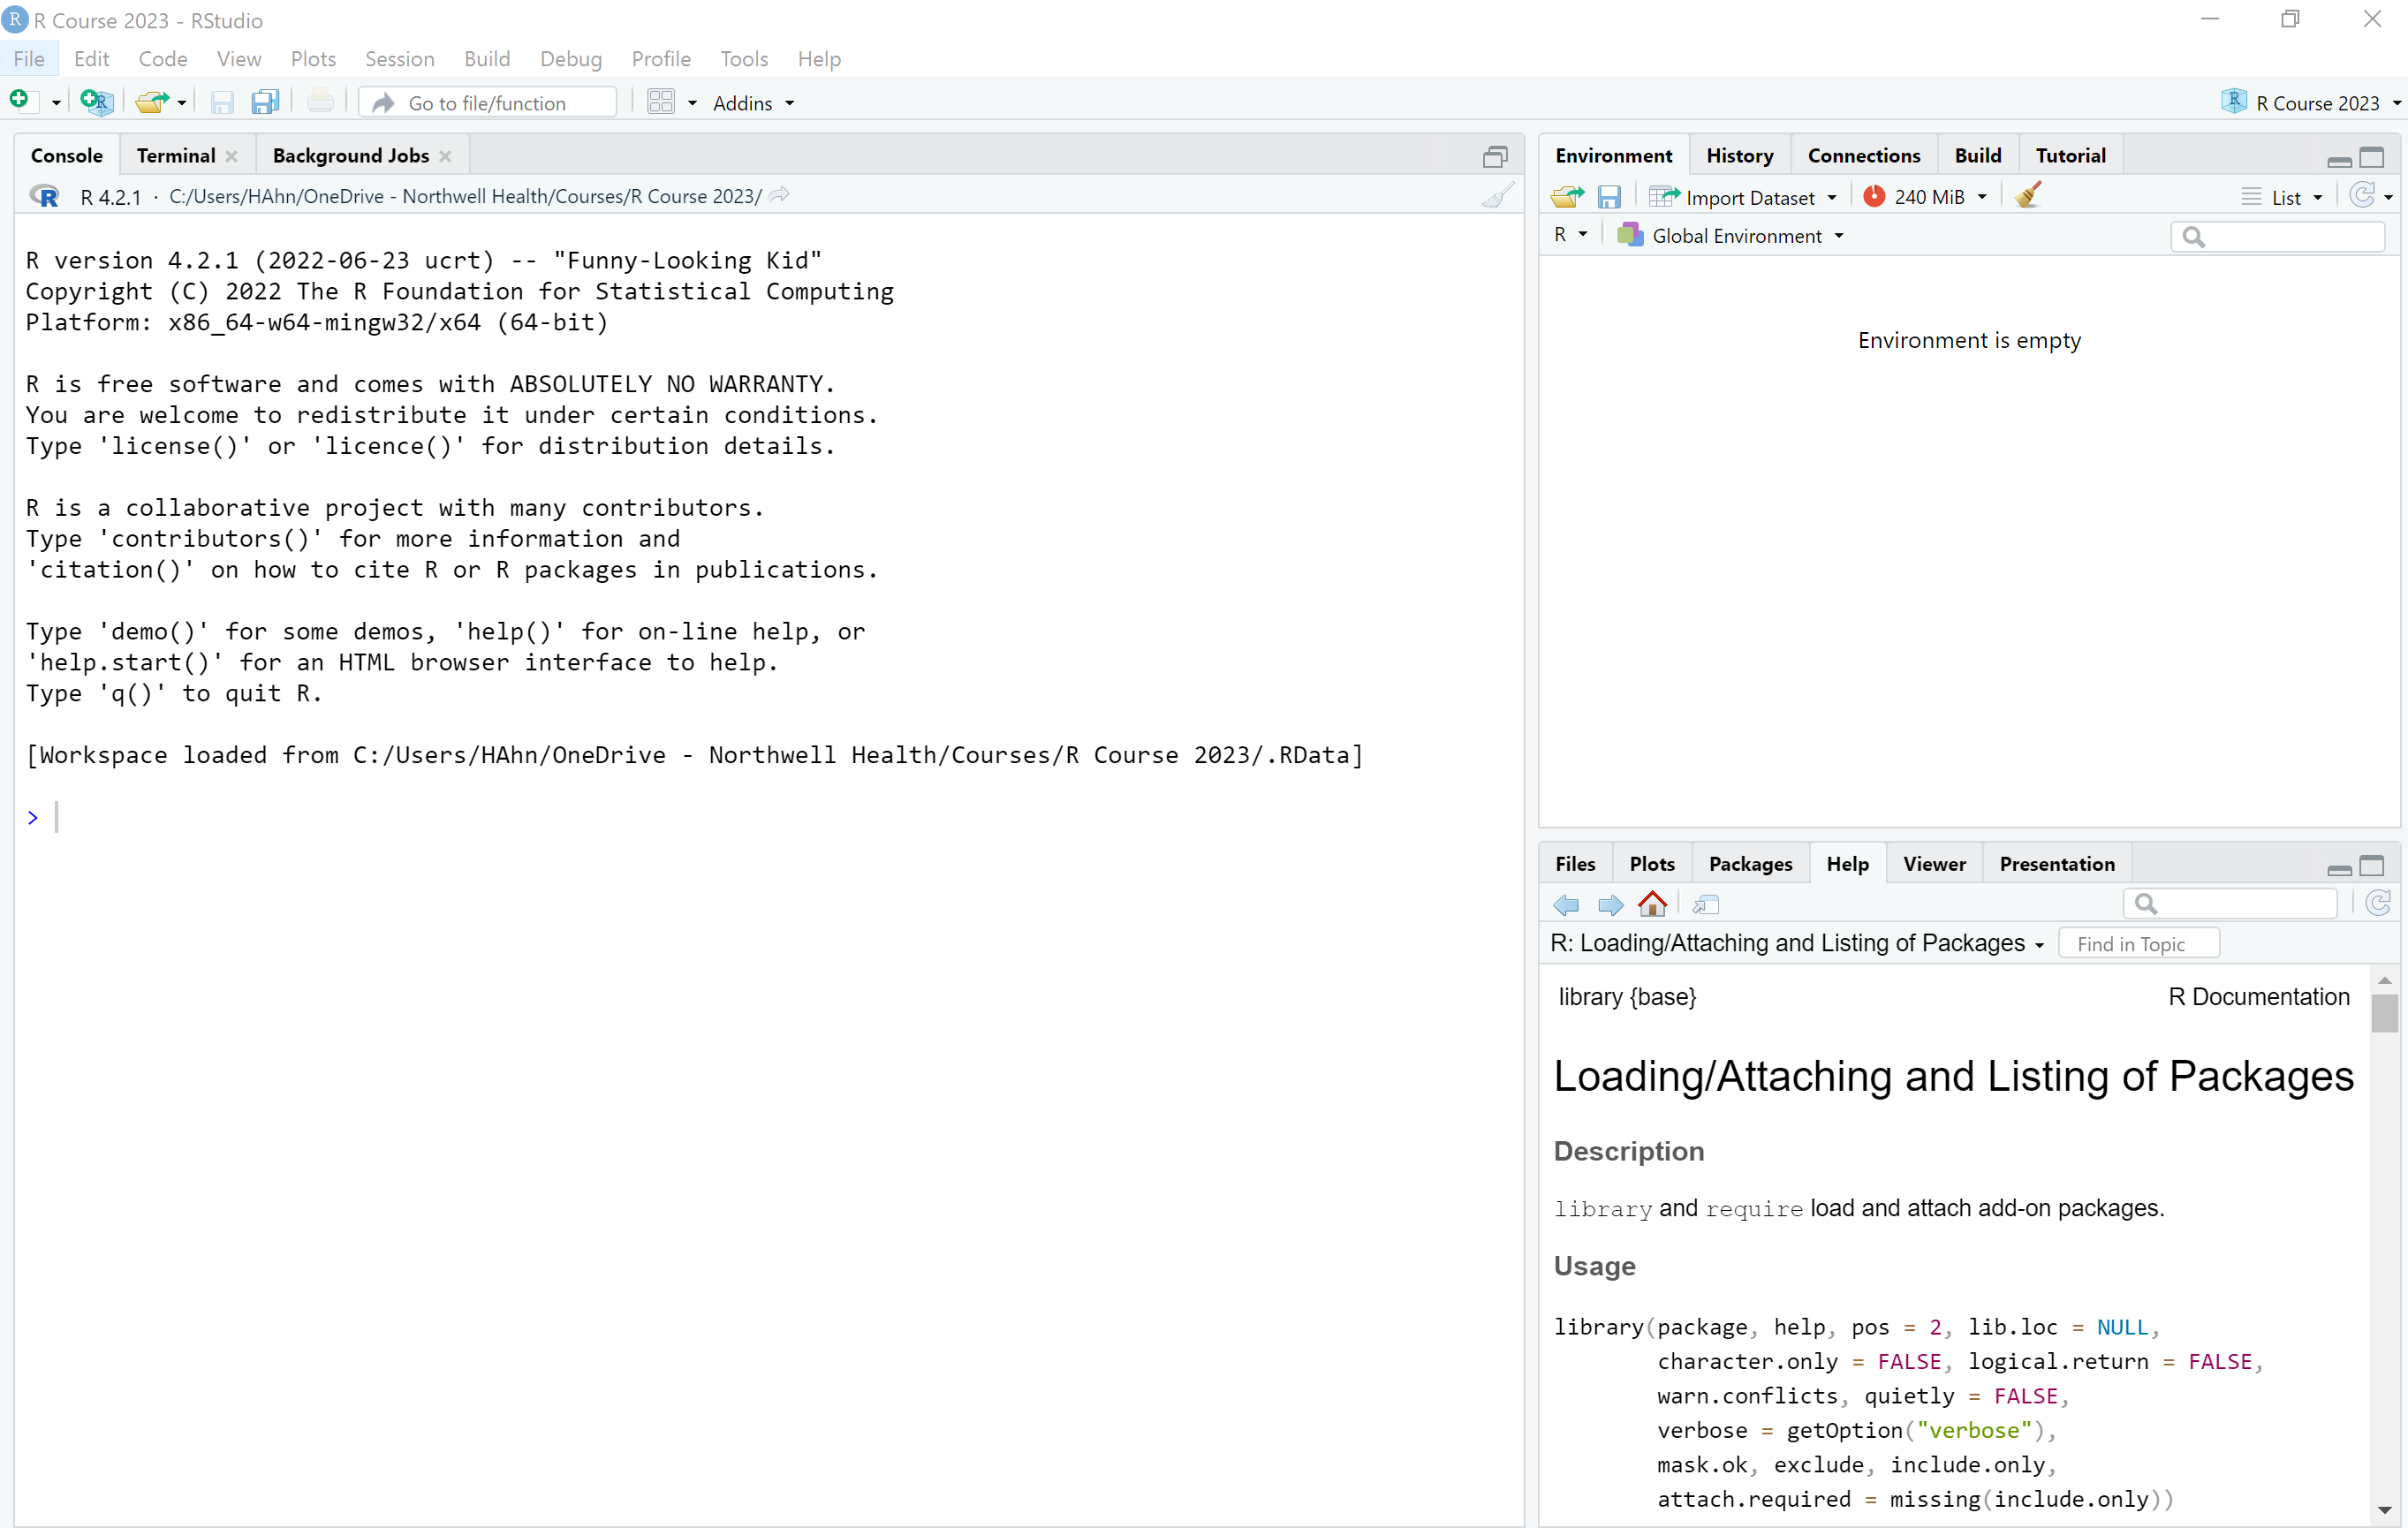 R Course 2023 - RStudio
File Edit Code View Plots Session Build Debug Profile Tools Help
Go to file/function Addins R Course 2023
Console Terminal Background Jobs
R 4.2.1 · C:/Users/HAhn/OneDrive - Northwell Health/Courses/R Course 2023/
R version 4.2.1 (2022-06-23 ucrt) -- "Funny-Looking Kid"
Copyright (C) 2022 The R Foundation for Statistical Computing
Platform: x86_64-w64-mingw32/x64 (64-bit)
R is free software and comes with ABSOLUTELY NO WARRANTY.
You are welcome to redistribute it under certain conditions.
Type 'license()' or 'licence()' for distribution details.
R is a collaborative project with many contributors.
Type 'contributors()' for more information and
'citation()' on how to cite R or R packages in publications.
Type 'demo()' for some demos, 'help()' for on-line help, or
'help.start()' for an HTML browser interface to help.
Type 'q()' to quit R.
[Workspace loaded from C:/Users/HAhn/OneDrive - Northwell Health/Courses/R Course 2023/.RData]
>
Environment History Connections Build Tutorial
Import Dataset 240 MiB List
R Global Environment
Environment is empty
Files Plots Packages Help Viewer Presentation
R: Loading/Attaching and Listing of Packages Find in Topic
library {base} R Documentation
Loading/Attaching and Listing of Packages
Description
library and require load and attach add-on packages.
Usage
library(package, help, pos = 2, lib.loc = NULL,
character.only = FALSE, logical.return = FALSE,
warn.conflicts, quietly = FALSE,
verbose = getOption("verbose"),
mask.ok, exclude, include.only,
attach.required = missing(include.only))